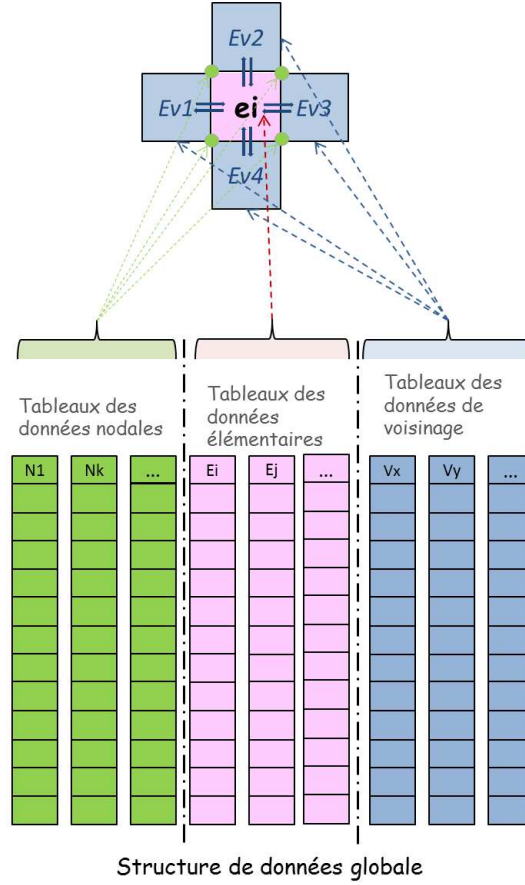 Ev2
Ev1
ei
Ev3
Ev4
Tableaux des
données nodales
Tableaux des
données
élémentaires
Tableaux des
données de
voisinage
N1 Nk ...
Ei Ej ...
Vx Vy ...
Structure de données globale